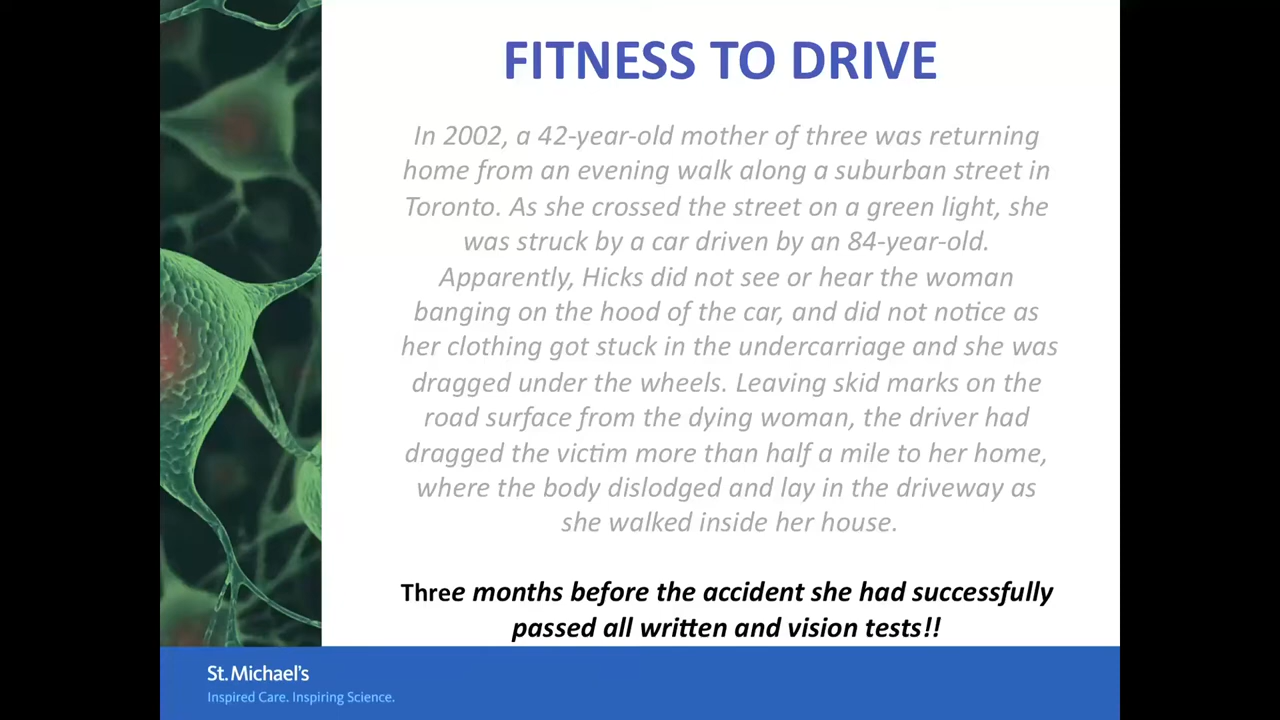 FITNESS TO DRIVE
In 2002, a 42-year-old mother of three was returning
home from an evening walk along a suburban street in
Toronto. As she crossed the street on a green light, she
was struck by a car driven by an 84-year-old.
Apparently, Hicks did not see or hear the woman
banging on the hood of the car, and did not notice as
her clothing got stuck in the undercarriage and she was
dragged under the wheels. Leaving skid marks on the
road surface from the dying woman, the driver had
dragged the victim more than half a mile to her home,
where the body dislodged and lay in the driveway as
she walked inside her house.
Three months before the accident she had successfully
passed all written and vision tests!!
St. Michael's
Inspired Care. Inspiring Science.